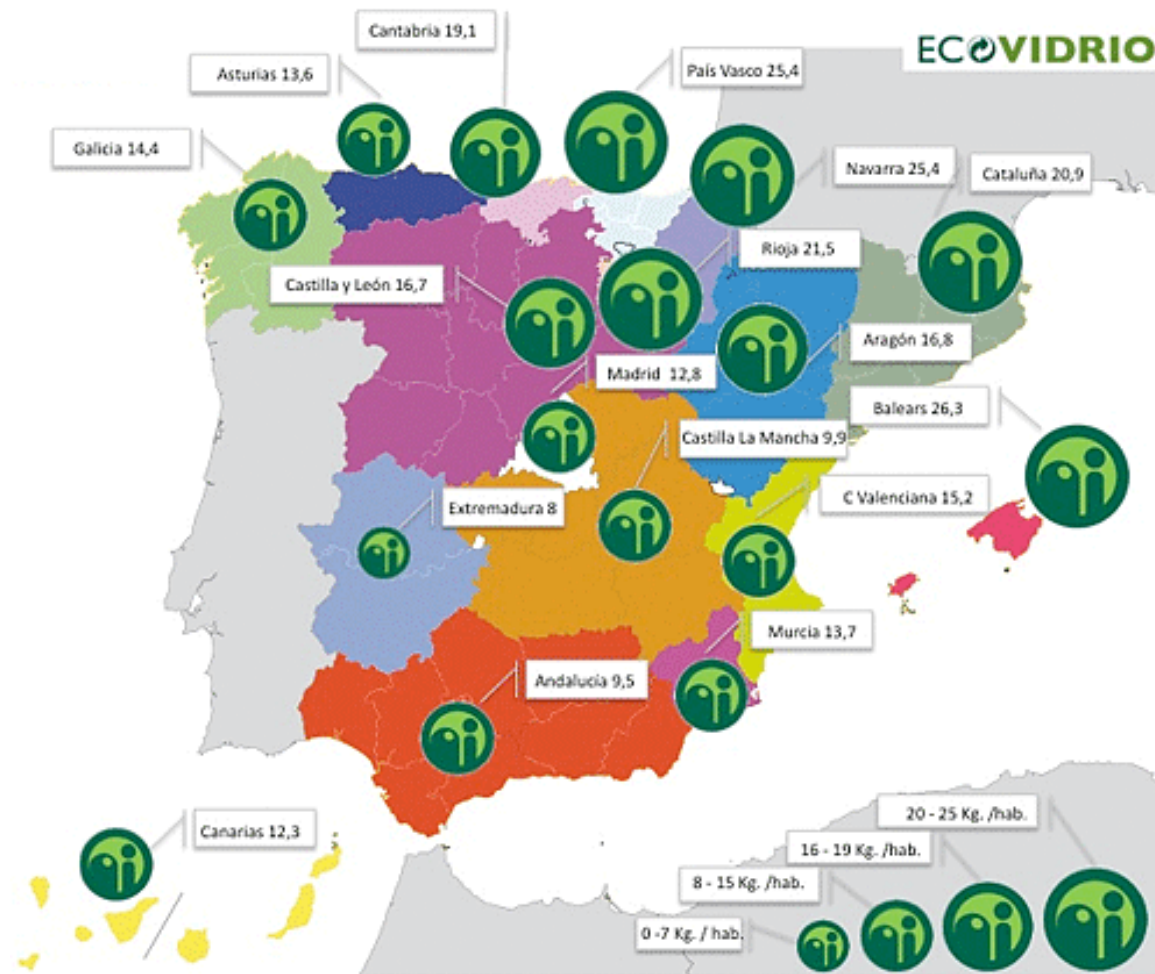 Cantabria 19,1
ECOVIDRIO
Asturias 13,6
País Vasco 25,4
Galicia 14,4
Navarra 25,4
Cataluña 20,9
Rioja 21,5
Castilla y León 16,7
Aragón 16,8
Madrid 12,8
Balears 26,3
Castilla La Mancha 9,9
C Valenciana 15,2
Extremadura 8
Murcia 13,7
Andalucía 9,5
Canarias 12,3
20 - 25 Kg. /hab.
16 - 19 Kg. /hab.
8 - 15 Kg. /hab.
0 -7 Kg. / hab.